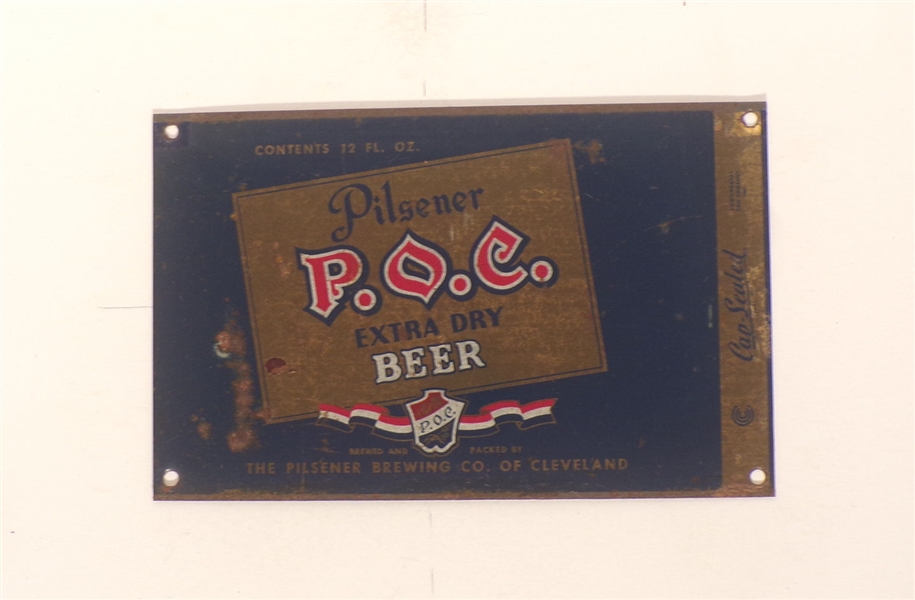 CONTENTS 12 FL. OZ.
Pilsener
P.O.C.
EXTRA DRY
BEER
P.O.C.
BREWED AND PACKED BY
THE PILSENER BREWING CO. OF CLEVELAND
Cap-Sealed